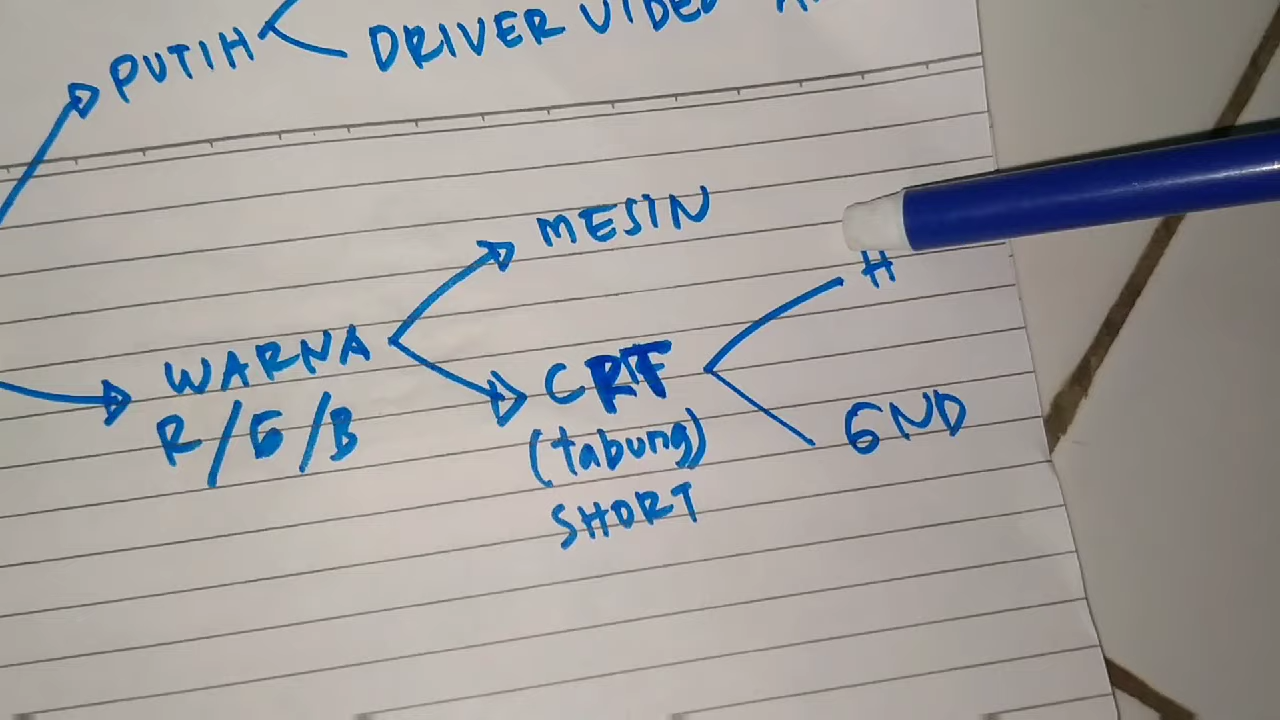 PUTIH
DRIVER VIDEO
MESIN
WARNA
R/G/B
CRT
(tabung)
SHORT
H
GND